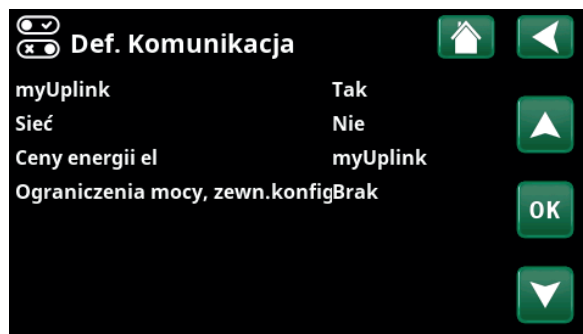 Def. Komunikacja
myUplink Tak
Sieć Nie
Ceny energii el myUplink
Ograniczenia mocy, zewn.konfigBrak
OK